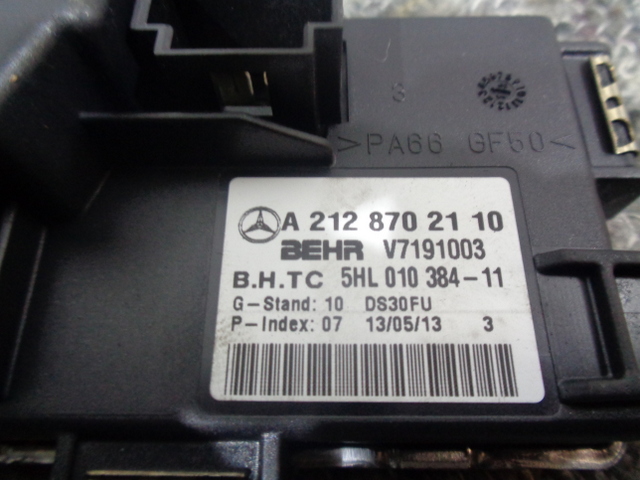 S
>PA66 GF50<
A 212 870 21 10
BEHR V7191003
B.H.TC 5HL 010 384-11
G-Stand: 10 DS30FU
P-Index: 07 13/05/13 3